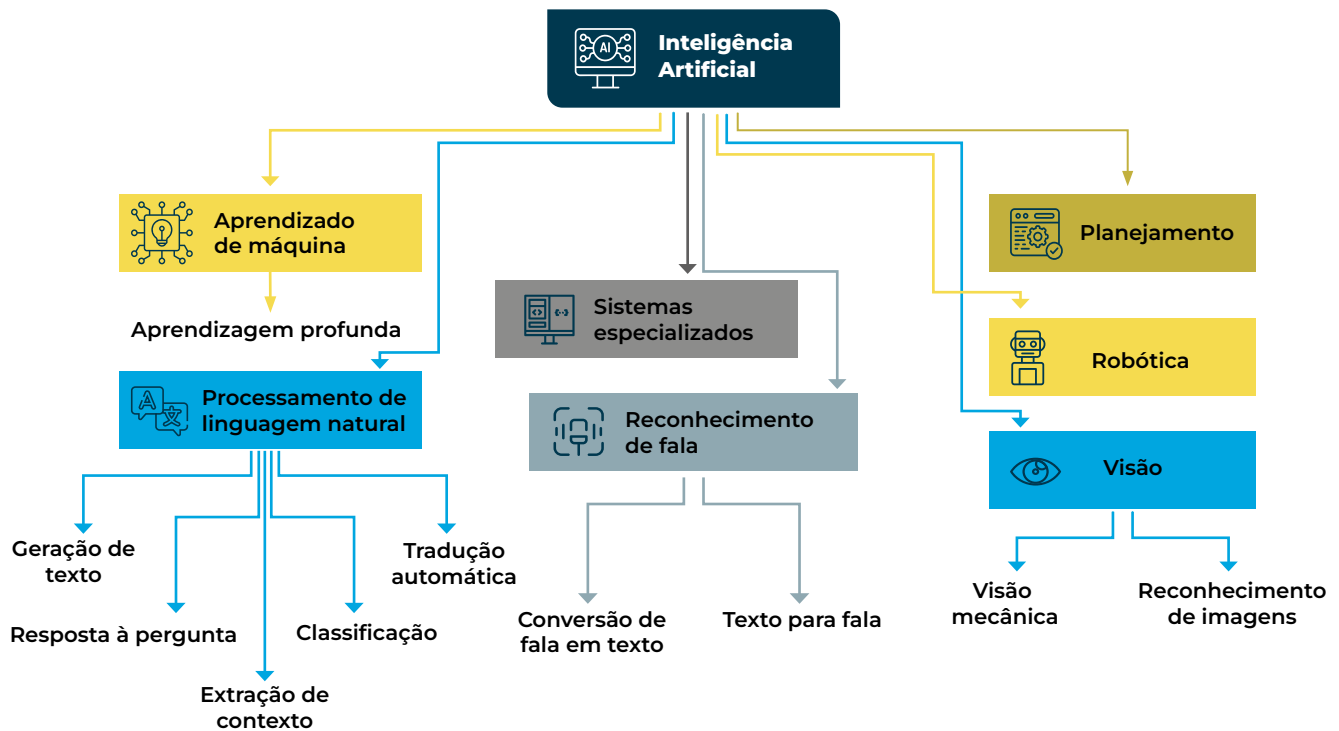 AI
Inteligência
Artificial
Aprendizado
de máquina
Aprendizagem profunda
Processamento de
linguagem natural
A
文
Geração de
texto
Resposta à pergunta
Extração de
contexto
Classificação
Tradução
automática
Sistemas
especializados
Reconhecimento
de fala
Conversão de
fala em texto
Texto para fala
Planejamento
Robótica
Visão
Visão
mecânica
Reconhecimento
de imagens